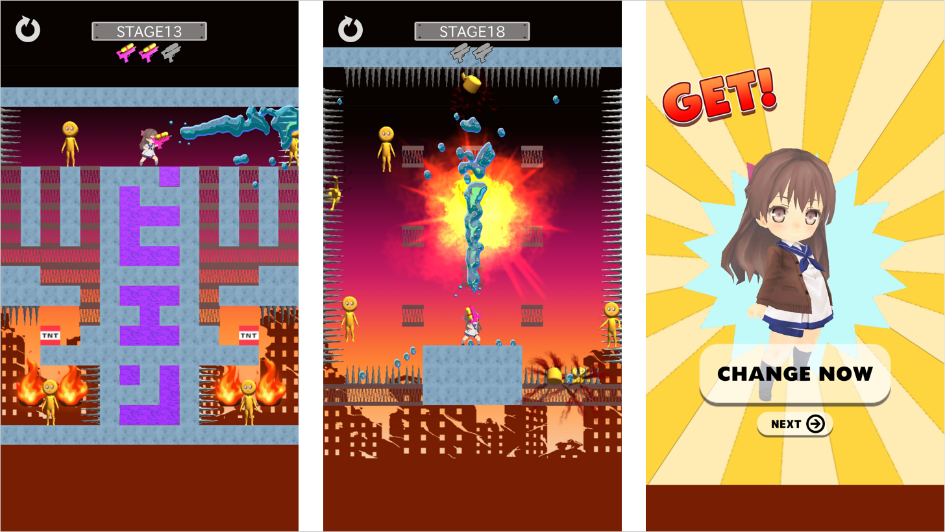 STAGE13
TNT
TNT
STAGE18
GET!
CHANGE NOW
NEXT